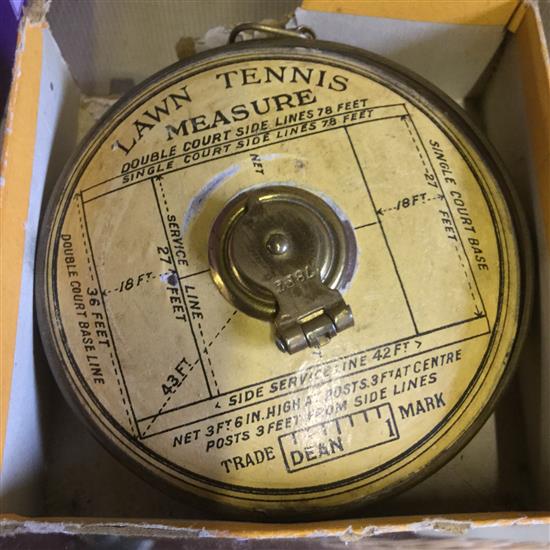 LAWN TENNIS
MEASURE
DOUBLE COURT SIDE LINES 78 FEET
SINGLE COURT SIDE LINES 78 FEET
NET
SINGLE COURT BASE
27 FEET
18 FT
SERVICE LINE
27 FEET
18 FT
DOUBLE COURT BASE LINE
36 FEET
43 FT
78FT
SIDE SERVICE LINE 42 FT
NET 3 FT 6 IN. HIGH AT POSTS. 3 FT AT CENTRE
POSTS 3 FEET FROM SIDE LINES
TRADE DEAN 1 MARK